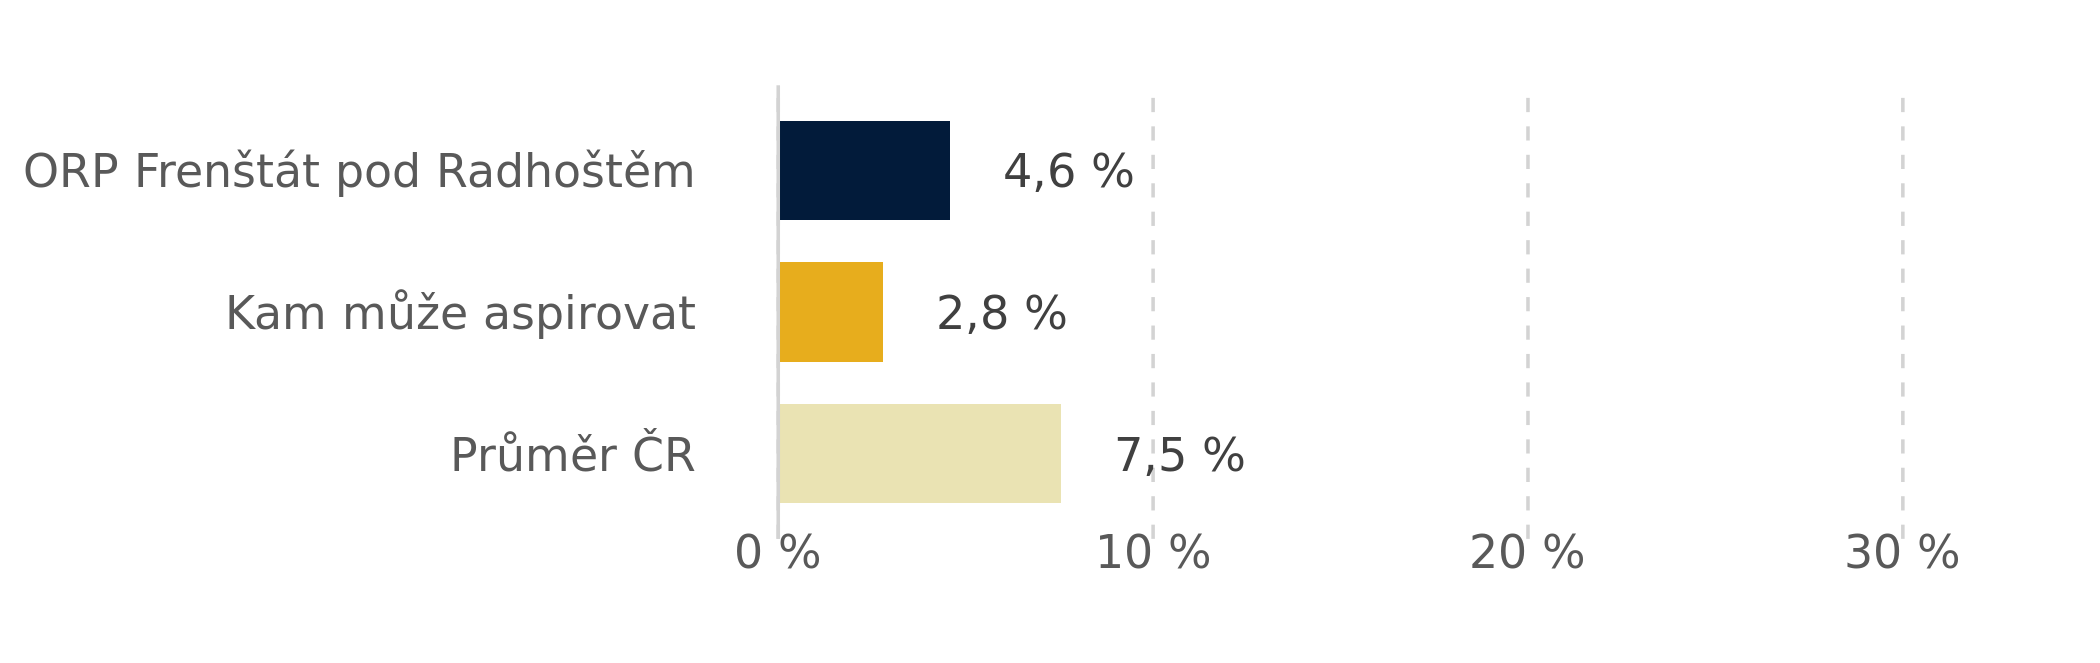 ORP Frenštát pod Radhoštěm
4,6 %
Kam může aspirovat
2,8 %
Průměr ČR
7,5 %
0 %
10 %
20 %
30 %